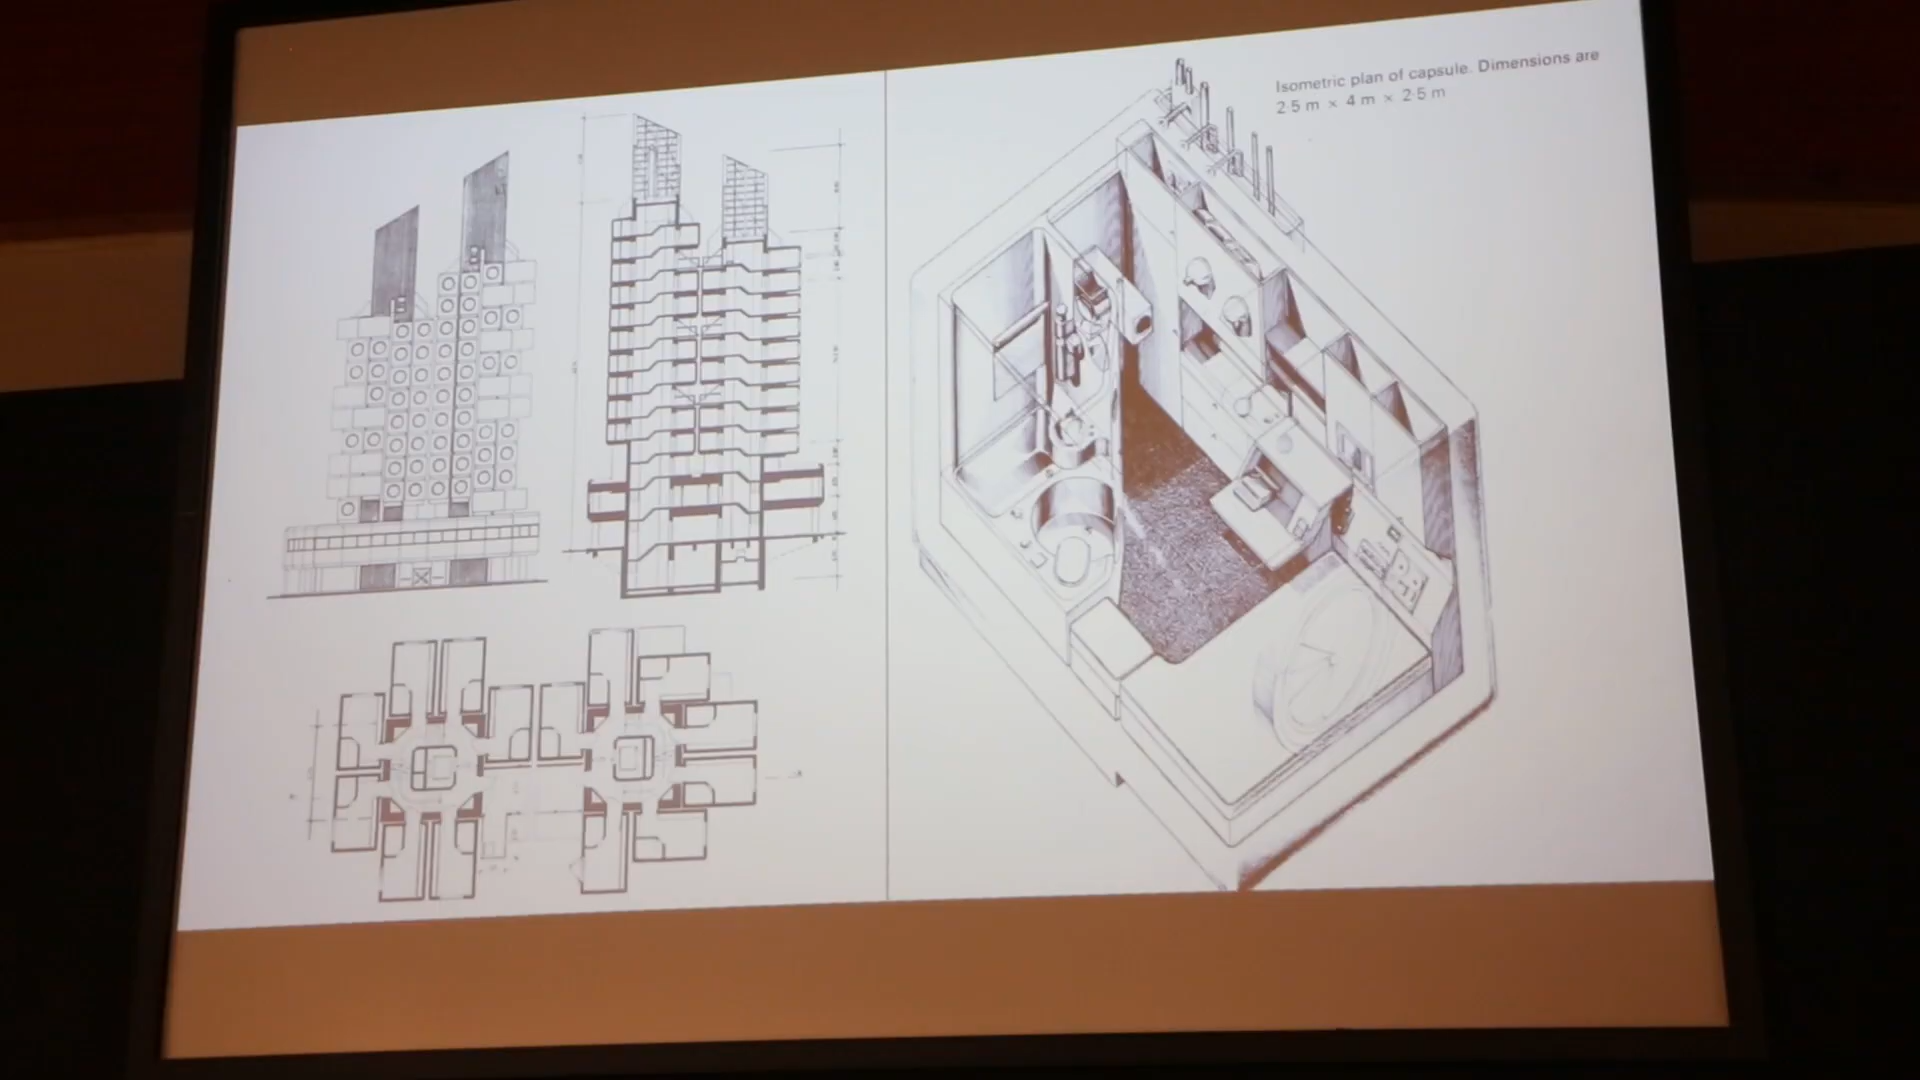 Isometric plan of capsule. Dimensions are
2·5 m × 4 m × 2·5 m